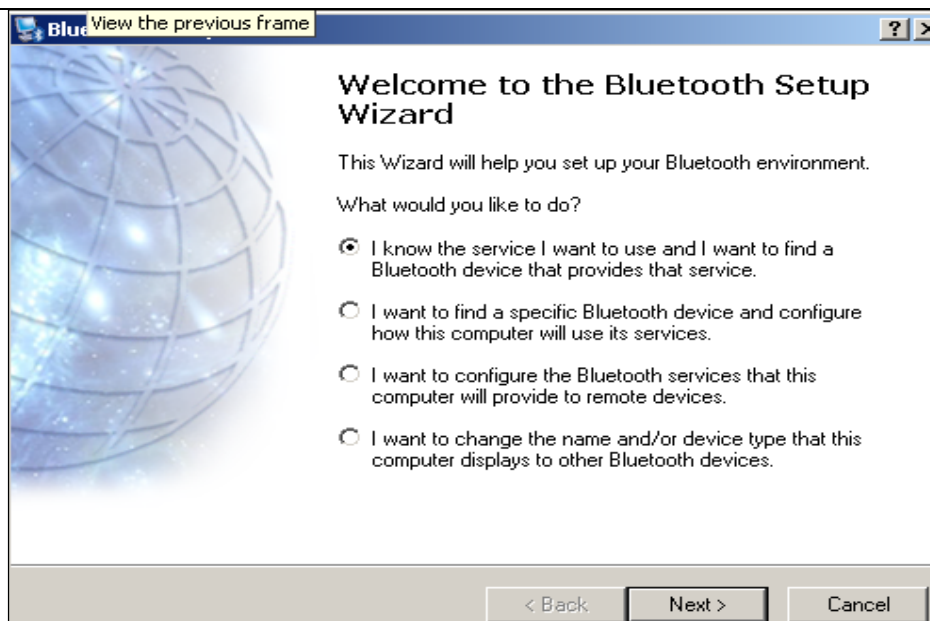 Blue
View the previous frame
?
Welcome to the Bluetooth Setup
Wizard
This Wizard will help you set up your Bluetooth environment.
What would you like to do?
I know the service I want to use and I want to find a
Bluetooth device that provides that service.
I want to find a specific Bluetooth device and configure
how this computer will use its services.
I want to configure the Bluetooth services that this
computer will provide to remote devices.
I want to change the name and/or device type that this
computer displays to other Bluetooth devices.
< Back
Next >
Cancel